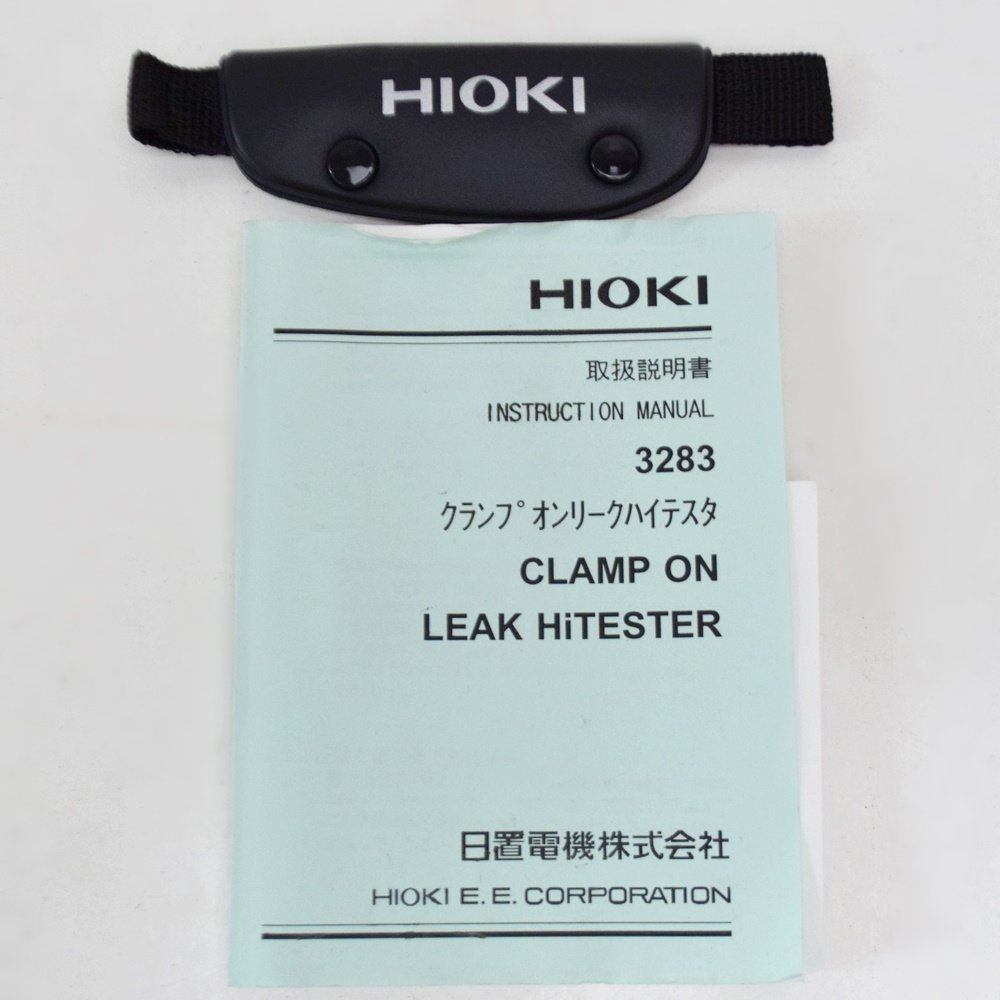 HIOKI
HIOKI
取扱説明書
INSTRUCTION MANUAL
3283
クランプオンリークハイテスタ
CLAMP ON
LEAK HiTESTER
日置電機株式会社
HIOKI E. E. CORPORATION